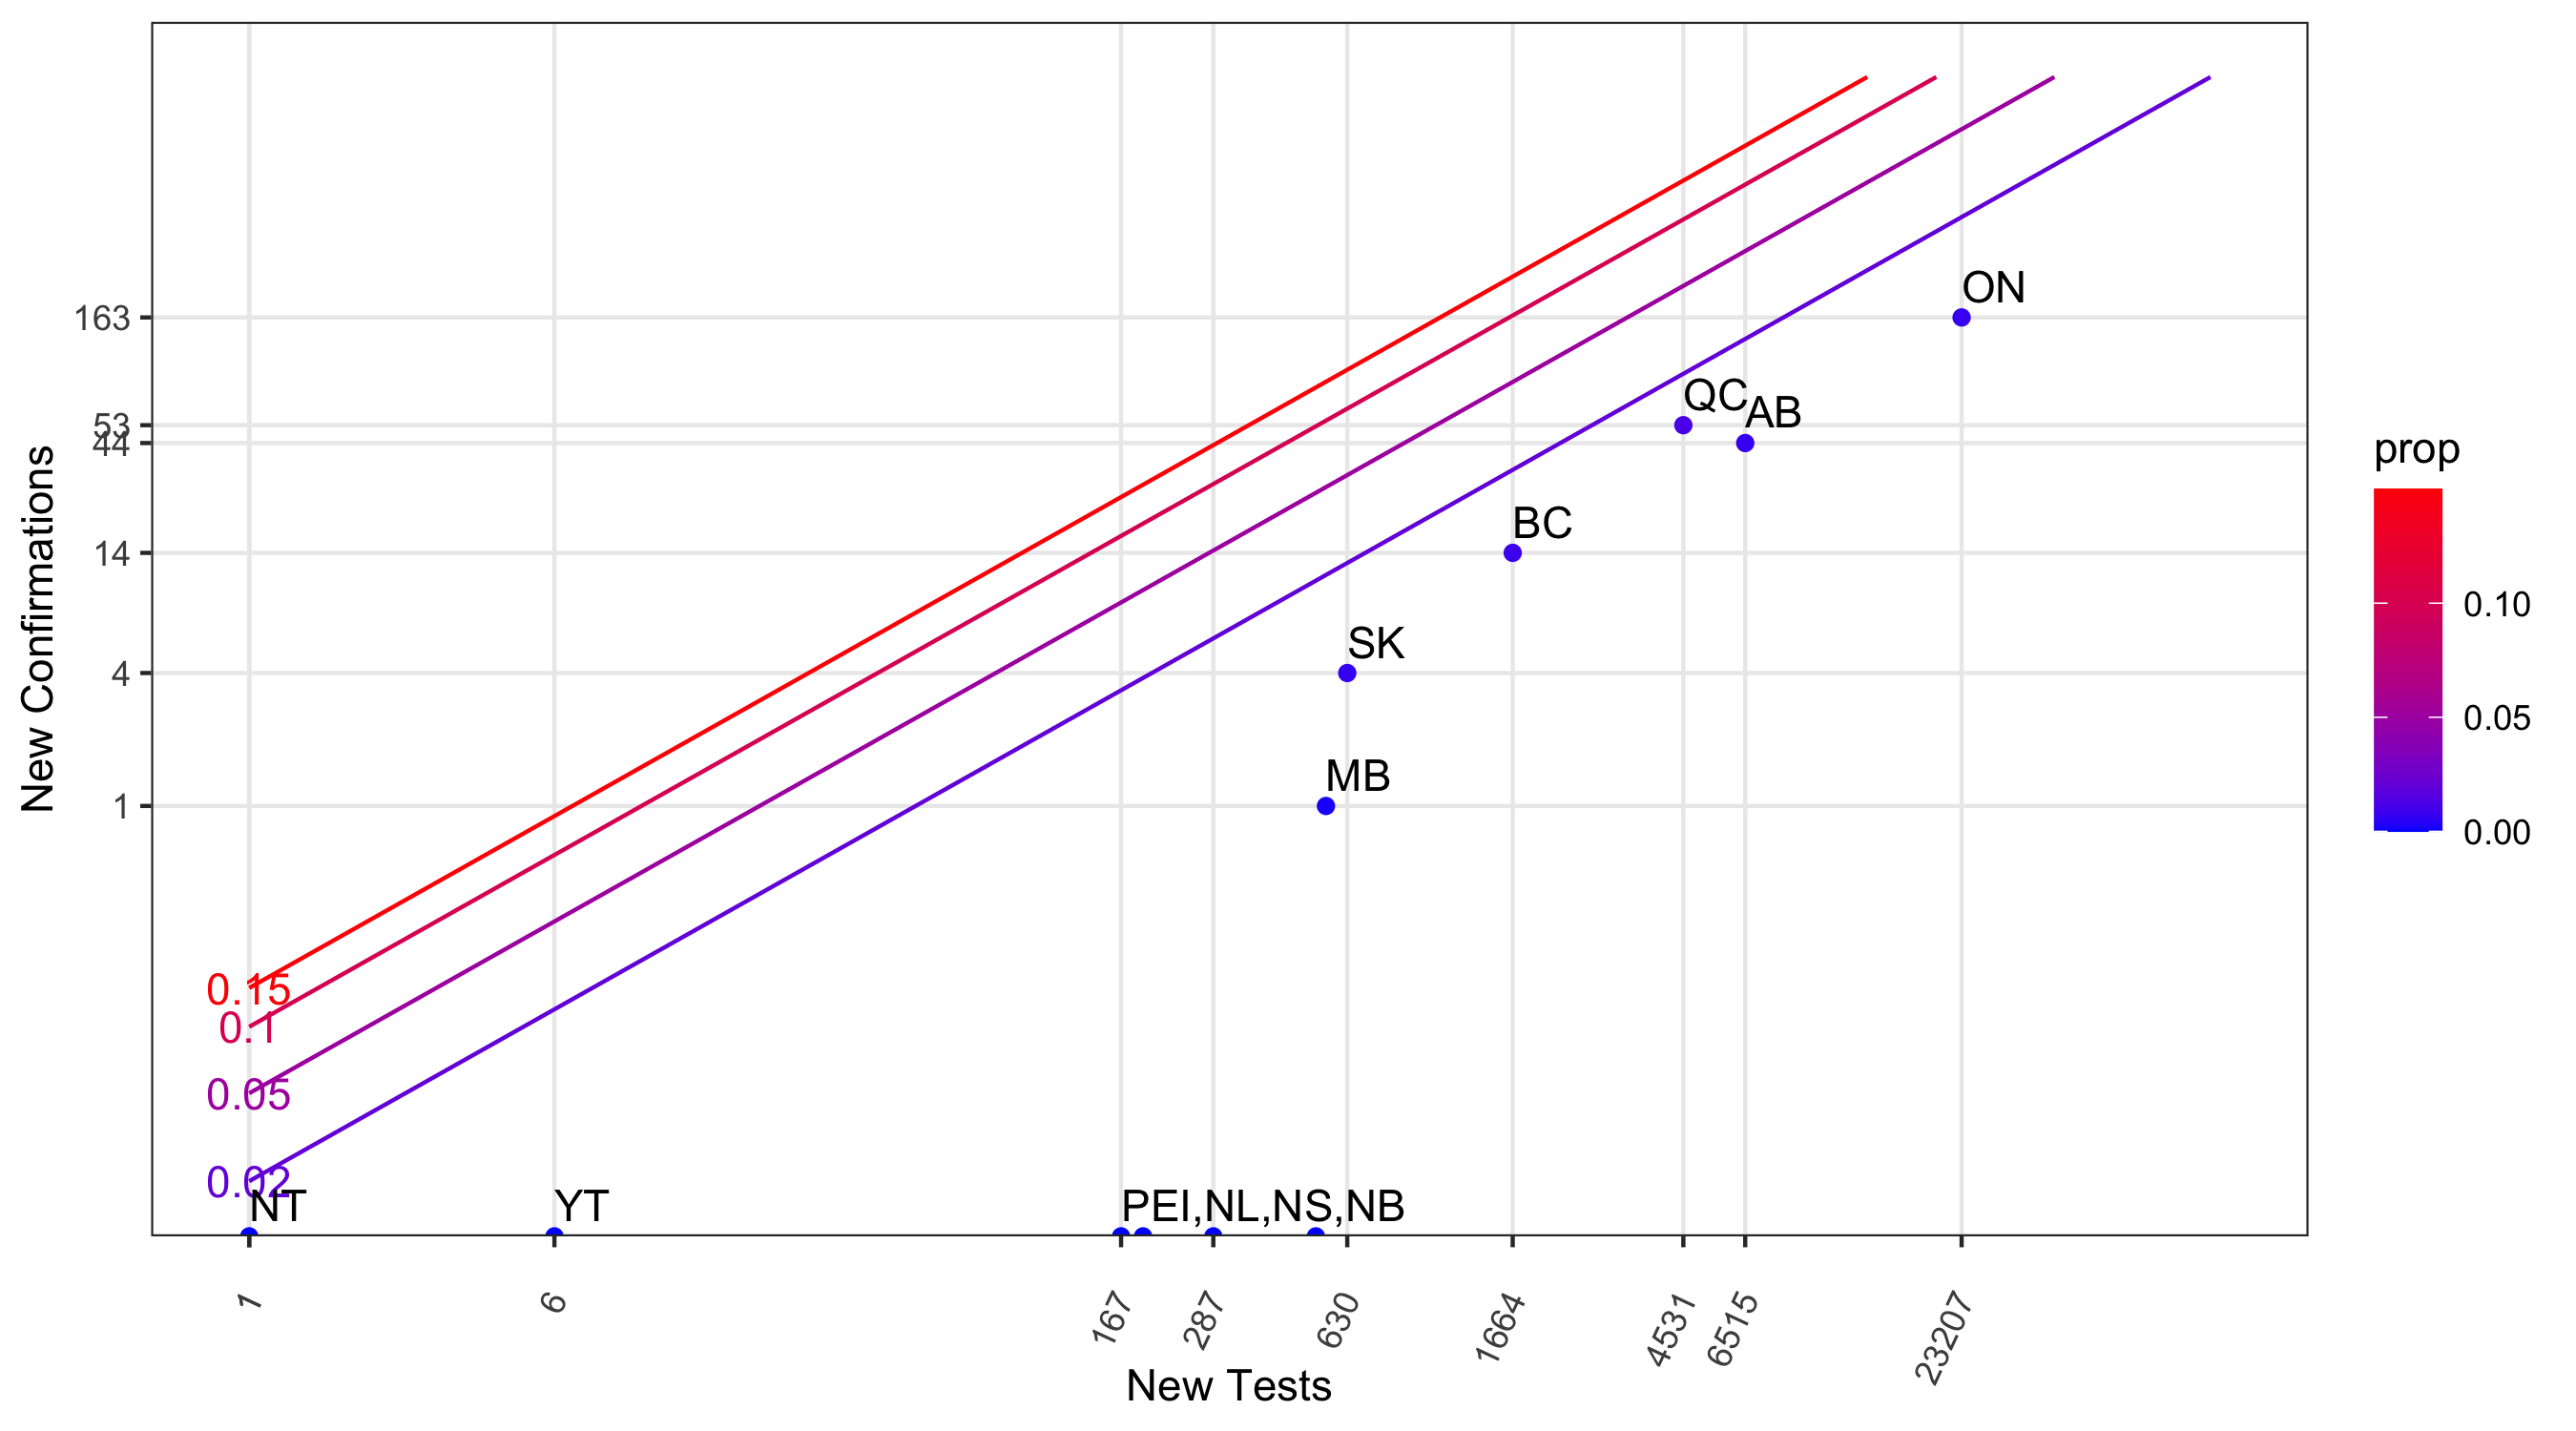 New Confirmations
163
53
44
14
4
1
ON
QC
AB
BC
SK
MB
0.15
0.1
0.05
0.02
NT
YT
PEI,NL,NS,NB
1
6
167
287
630
1664
4531
6515
23207
New Tests
prop
0.10
0.05
0.00